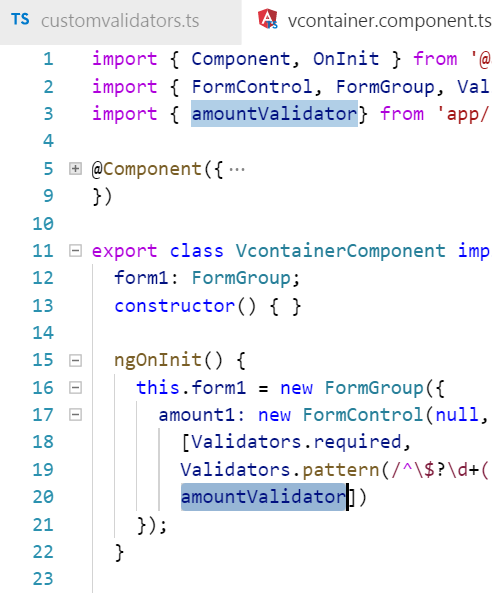 TS customvalidators.ts vcontainer.component.ts
1 import { Component, OnInit } from '@
2 import { FormControl, FormGroup, Val
3 import { amountValidator} from 'app/
4
5 @Component({ ...
9 })
10
11 export class VcontainerComponent imp
12 form1: FormGroup;
13 constructor() { }
14
15 ngOnInit() {
16 this.form1 = new FormGroup({
17 amount1: new FormControl(null,
18 [Validators.required,
19 Validators.pattern(/^\$?\d+(
20 amountValidator])
21 });
22 }
23